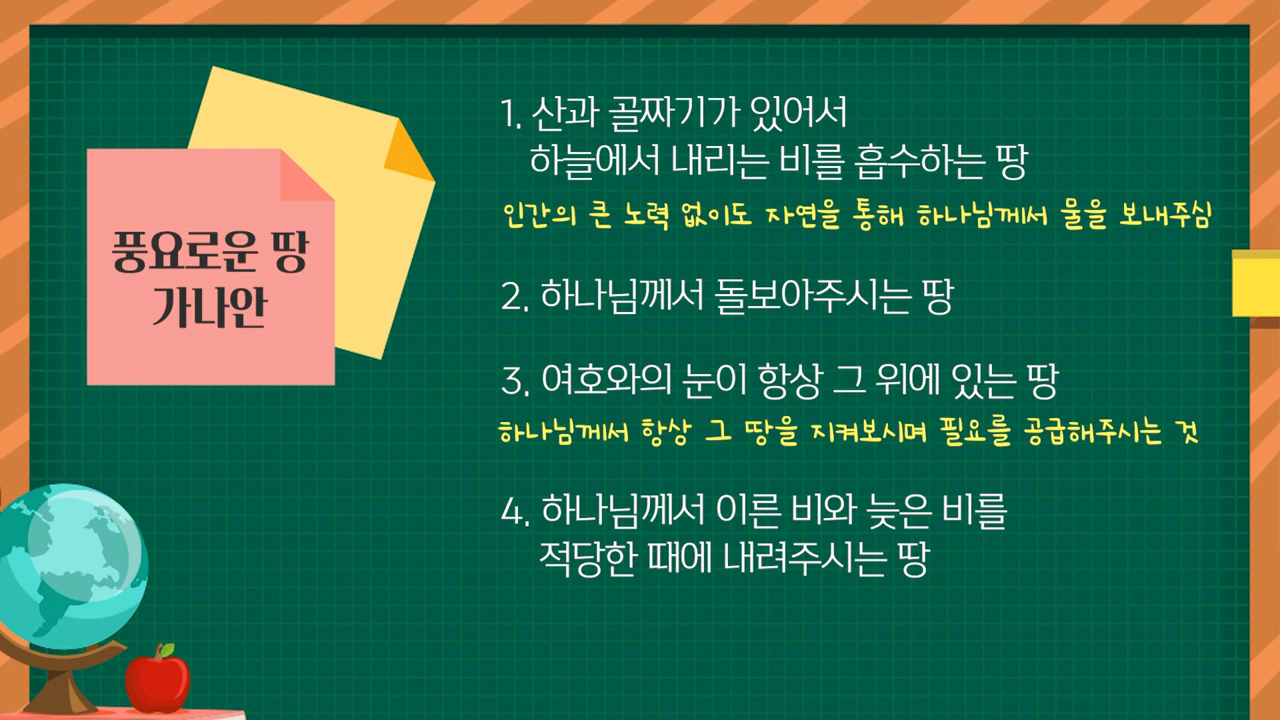 풍요로운 땅
가나안
1. 산과 골짜기가 있어서
하늘에서 내리는 비를 흡수하는 땅
인간의 큰 노력 없이도 자연을 통해 하나님께서 물을 보내주심
2. 하나님께서 돌보아주시는 땅
3. 여호와의 눈이 항상 그 위에 있는 땅
하나님께서 항상 그 땅을 지켜보시며 필요를 공급해주시는 것
4. 하나님께서 이른 비와 늦은 비를
적당한 때에 내려주시는 땅